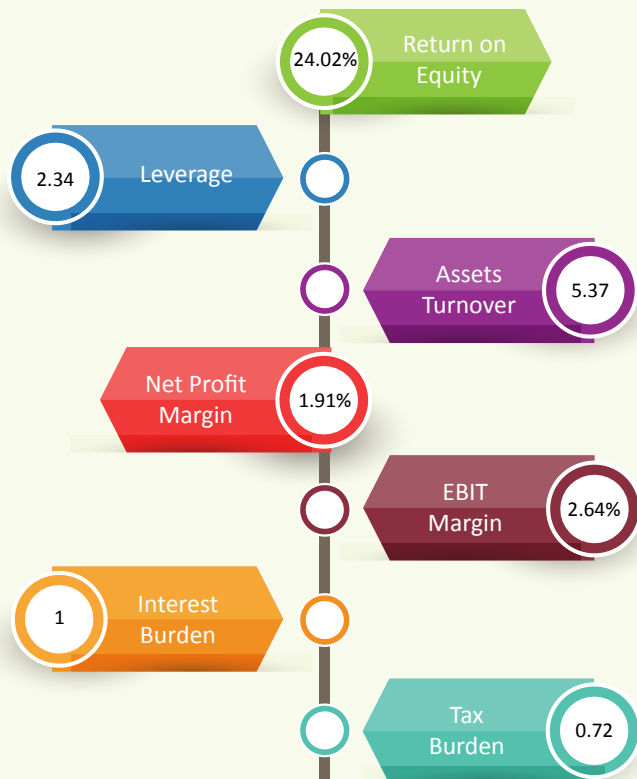 24.02%
Return on
Equity
2.34
Leverage
Assets
Turnover
5.37
Net Profit
Margin
1.91%
EBIT
Margin
2.64%
1
Interest
Burden
Tax
Burden
0.72